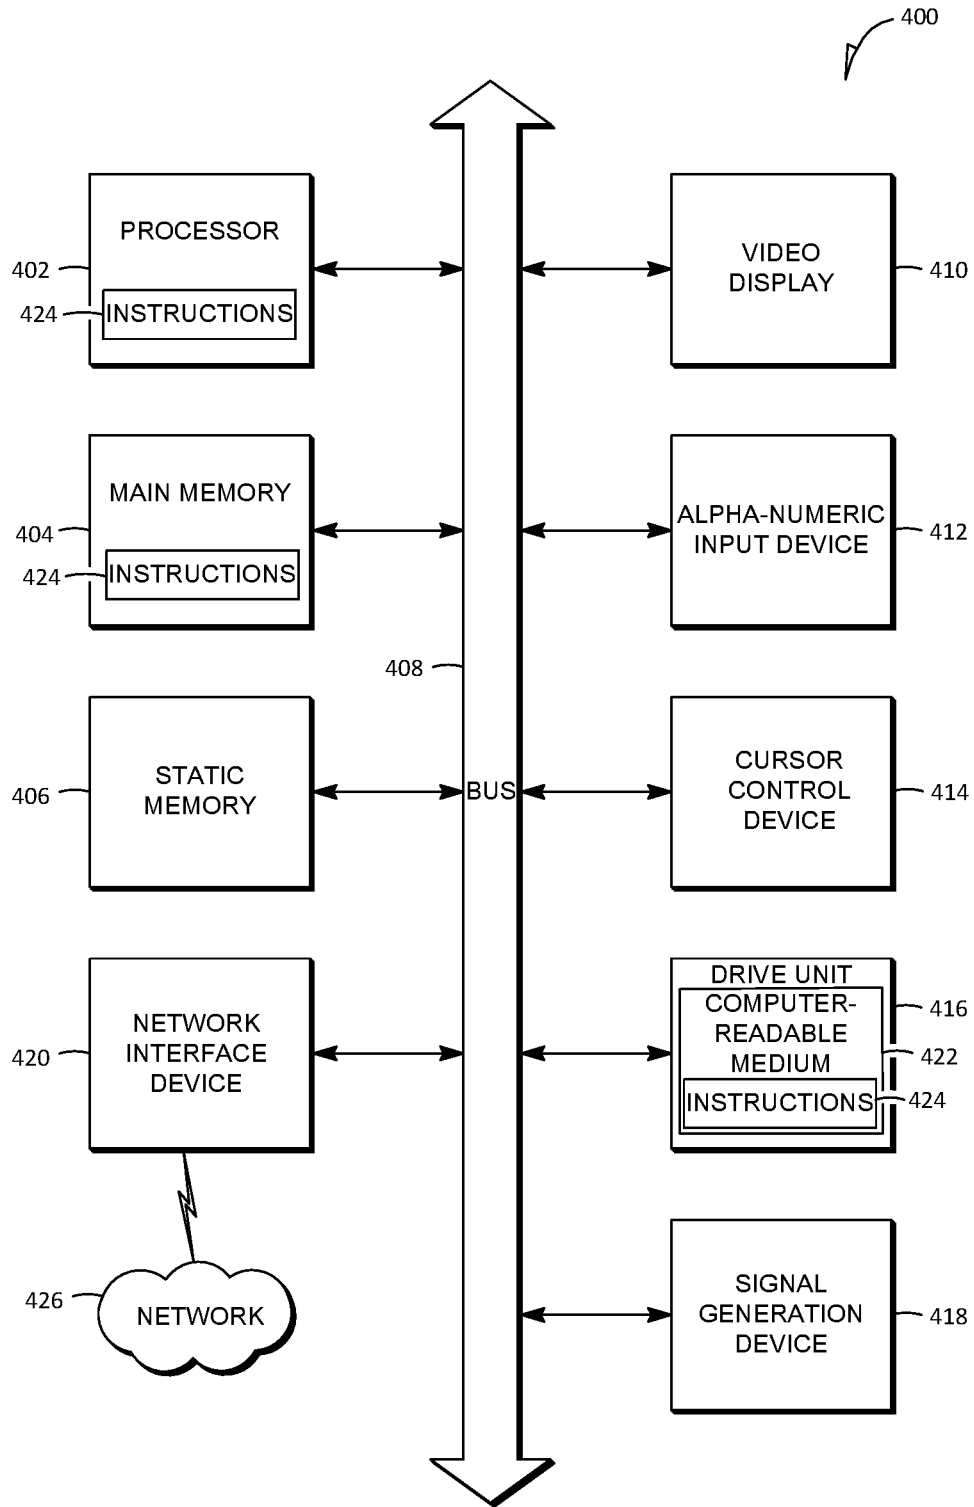 400
PROCESSOR
402
424
INSTRUCTIONS
VIDEO
DISPLAY
410
MAIN MEMORY
404
424
INSTRUCTIONS
ALPHA-NUMERIC
INPUT DEVICE
412
408
STATIC
MEMORY
406
BUS
CURSOR
CONTROL
DEVICE
414
NETWORK
INTERFACE
DEVICE
420
DRIVE UNIT
COMPUTER-
READABLE
MEDIUM
INSTRUCTIONS
416
422
424
426
NETWORK
SIGNAL
GENERATION
DEVICE
418